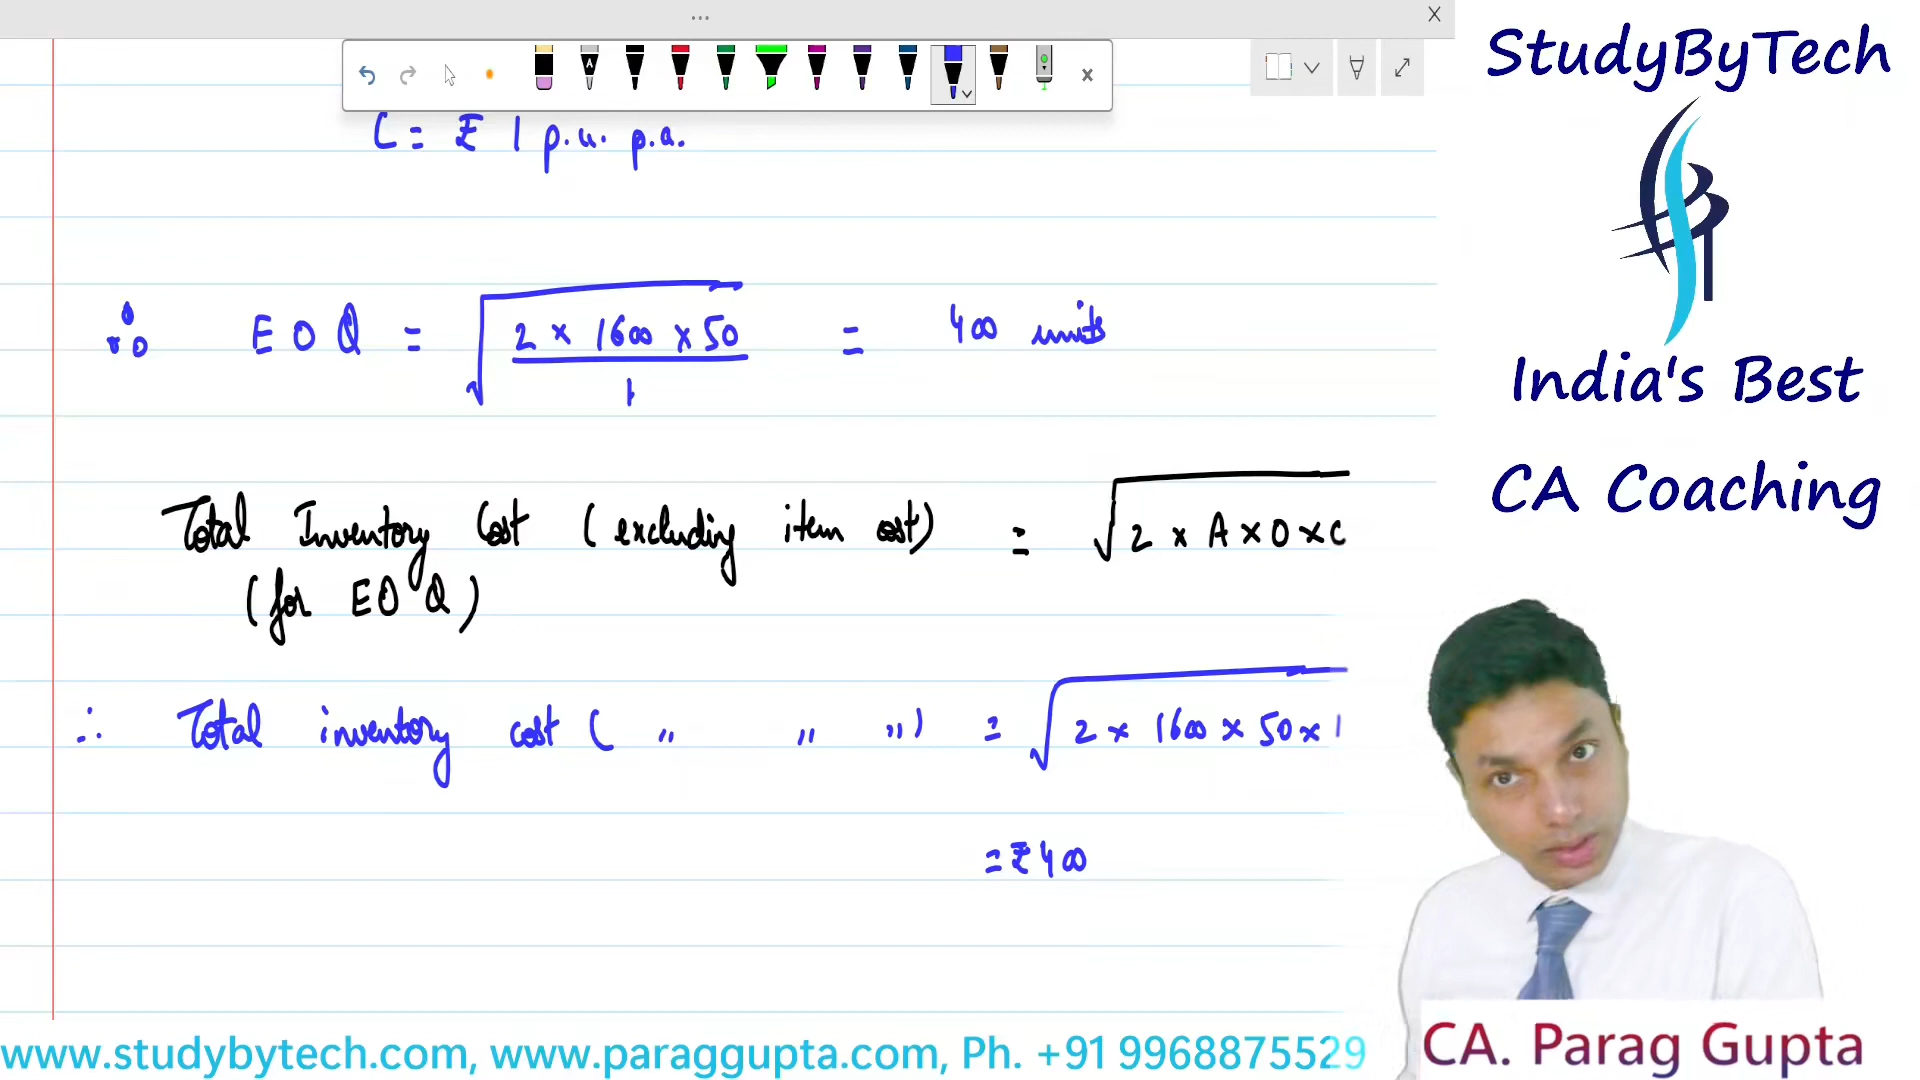 StudyByTech
C = ₹ 1 p.u. p.a.
∴ EOQ = √(2 × 1600 × 50 / 1) = 400 units
India's Best
CA Coaching
Total Inventory Cost (excluding item cost) = √(2 × A × O × C)
(for EOQ)
∴ Total inventory cost ( " " ") = √(2 × 1600 × 50 × 1)
= ₹ 400
www.studybytech.com, www.paraggupta.com, Ph. +91 9968875529
CA. Parag Gupta